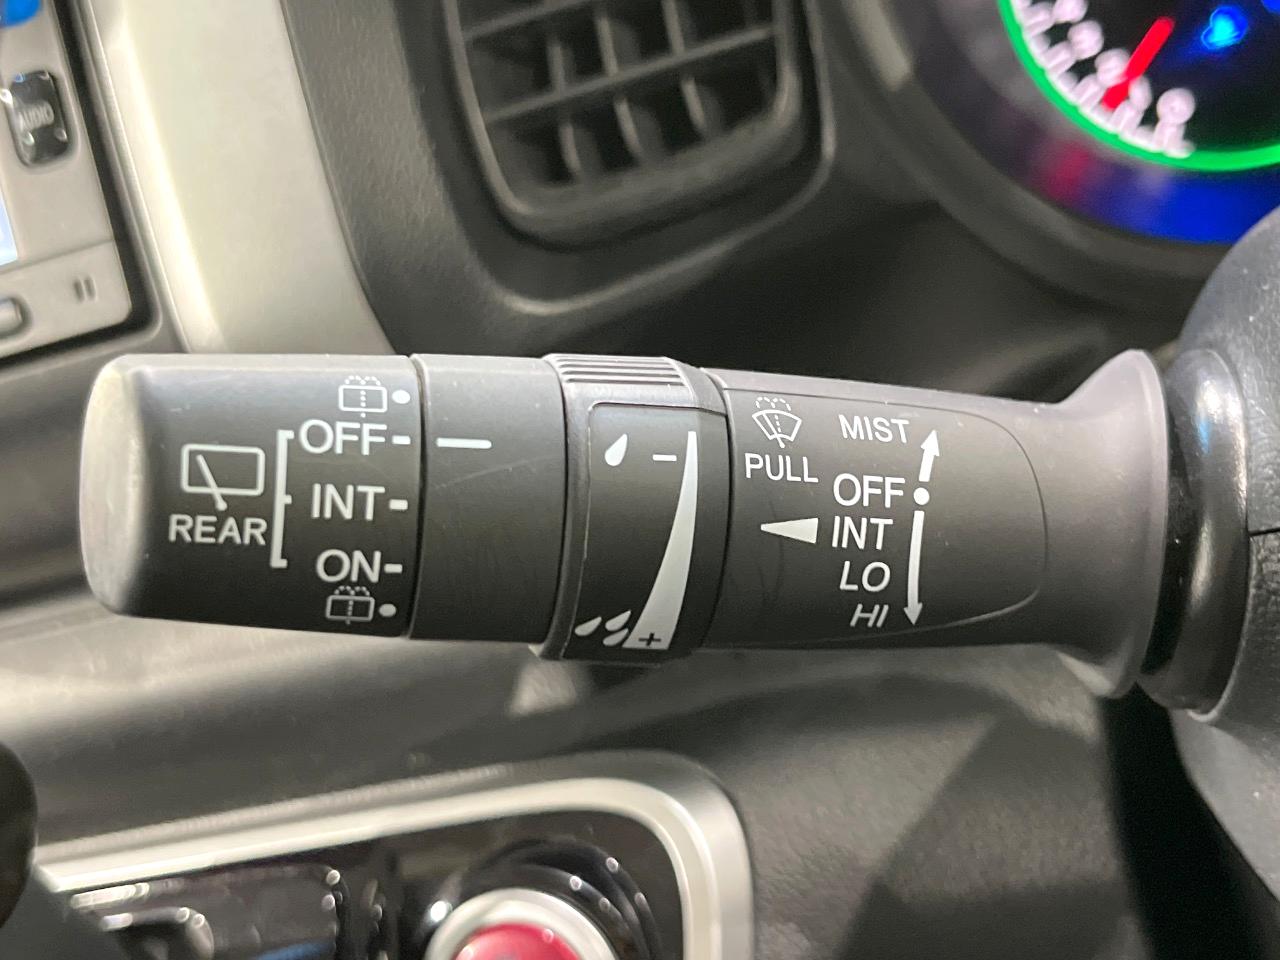 AUDIO
OFF
INT
ON
REAR
−
+
PULL
MIST
OFF
INT
LO
HI